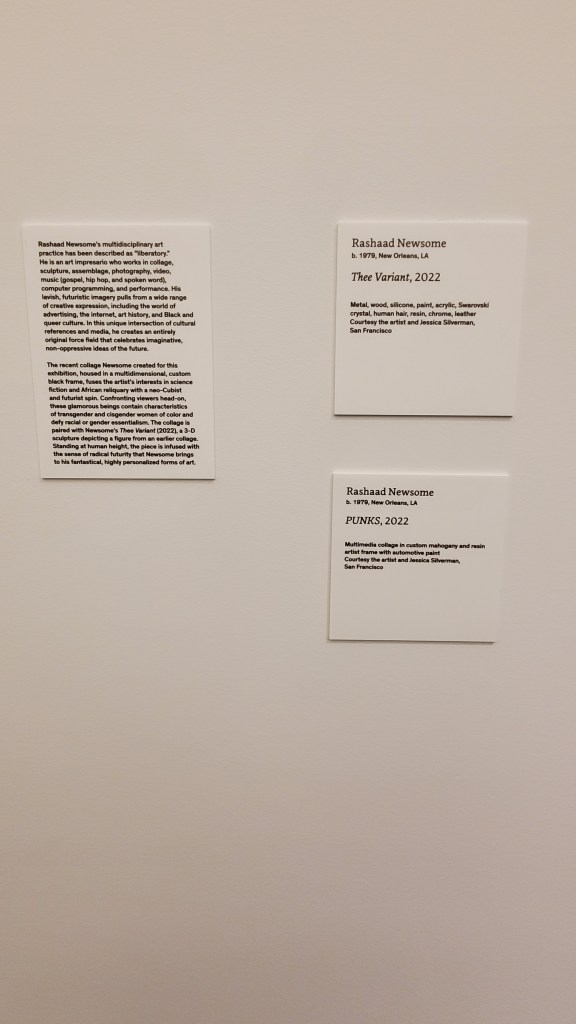 Rashaad Newsome's multidisciplinary art
practice has been described as "liberatory."
He is an art impresario who works in collage,
sculpture, assemblage, photography, video,
music (gospel, hip hop, and spoken word),
computer programming, and performance. His
lavish, futuristic imagery pulls from a wide range
of creative expression, including the world of
advertising, the internet, art history, and Black and
queer culture. In this unique intersection of cultural
references and media, he creates an entirely
original force field that celebrates imaginative,
non-oppressive ideas of the future.
The recent collage Newsome created for this
exhibition, housed in a multidimensional, custom
black frame, fuses the artist's interests in science
fiction and African reliquary with a neo-Cubist
and futurist spin. Confronting viewers head-on,
these glamorous beings contain characteristics
of transgender and cisgender women of color and
defy racial or gender essentialism. The collage is
paired with Newsome's Thee Variant (2022), a 3-D
sculpture depicting a figure from an earlier collage.
Standing at human height, the piece is infused with
the sense of radical futurity that Newsome brings
to his fantastical, highly personalized forms of art.
Rashaad Newsome
b. 1979, New Orleans, LA
Thee Variant, 2022
Metal, wood, silicone, paint, acrylic, Swarovski
crystal, human hair, resin, chrome, leather
Courtesy the artist and Jessica Silverman,
San Francisco
Rashaad Newsome
b. 1979, New Orleans, LA
PUNKS, 2022
Multimedia collage in custom mahogany and resin
artist frame with automotive paint
Courtesy the artist and Jessica Silverman,
San Francisco